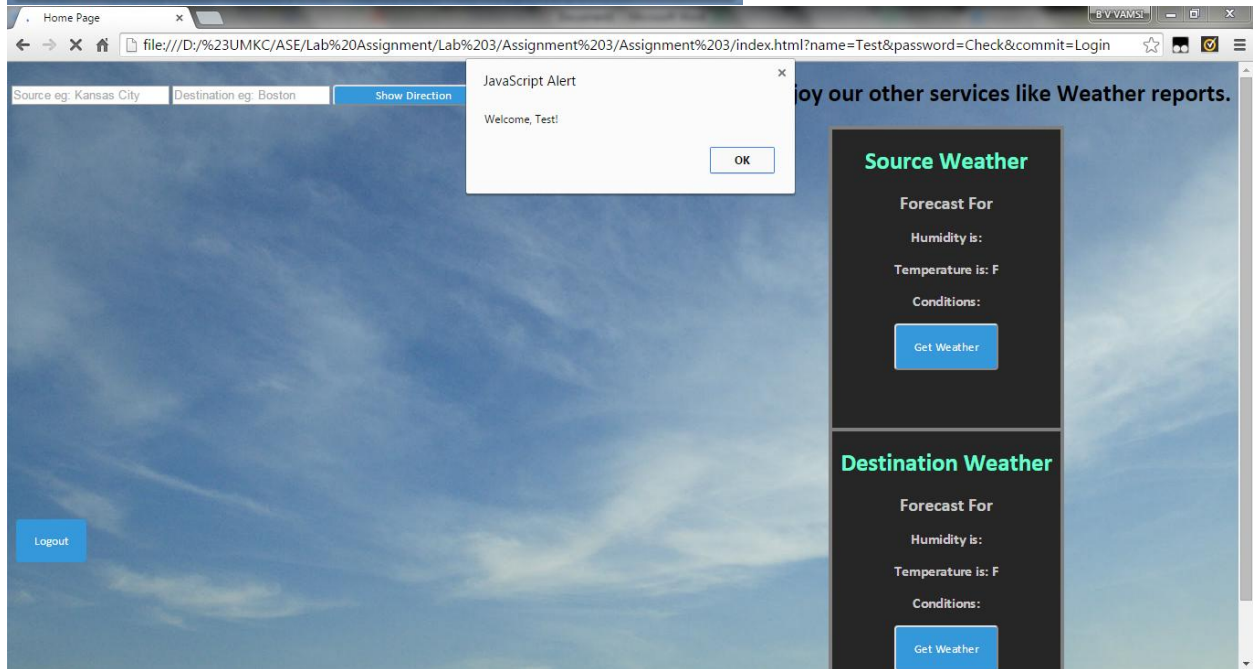 Home Page
B V VAMSI
file:///D:/%23UMKC/ASE/Lab%20Assignment/Lab%203/Assignment%203/Assignment%203/index.html?name=Test&password=Check&commit=Login
Source eg: Kansas City
Destination eg: Boston
Show Direction
JavaScript Alert
Welcome, Test!
OK
joy our other services like Weather reports.
Source Weather
Forecast For
Humidity is:
Temperature is: F
Conditions:
Get Weather
Destination Weather
Forecast For
Humidity is:
Temperature is: F
Conditions:
Get Weather
Logout